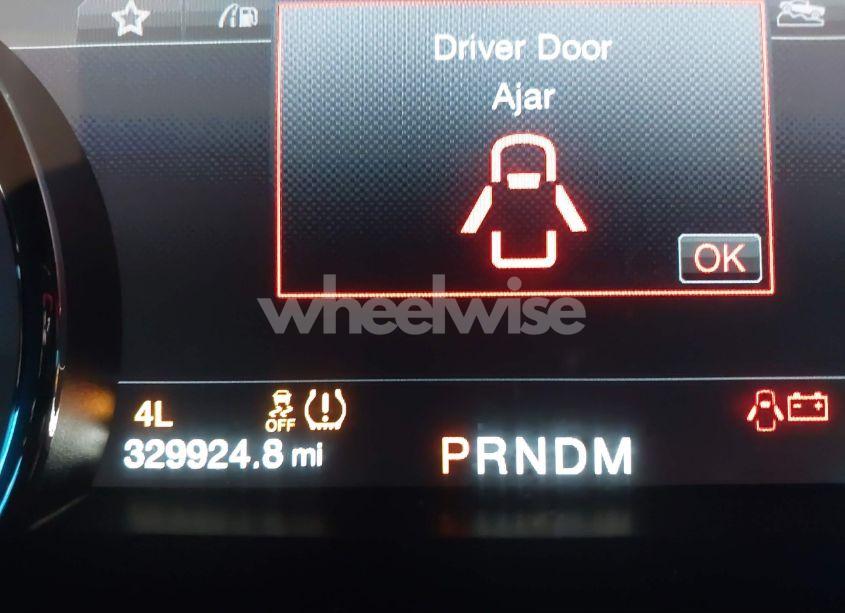 Driver Door
Ajar
OK
wheelwise
4L
OFF
329924.8 mi
PRNDM